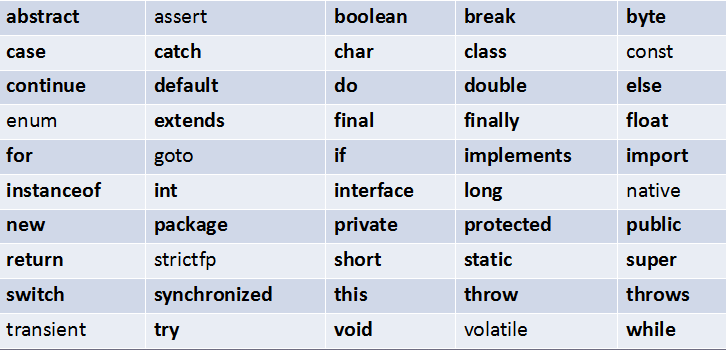 abstract assert boolean break byte
case catch char class const
continue default do double else
enum extends final finally float
for goto if implements import
instanceof int interface long native
new package private protected public
return strictfp short static super
switch synchronized this throw throws
transient try void volatile while